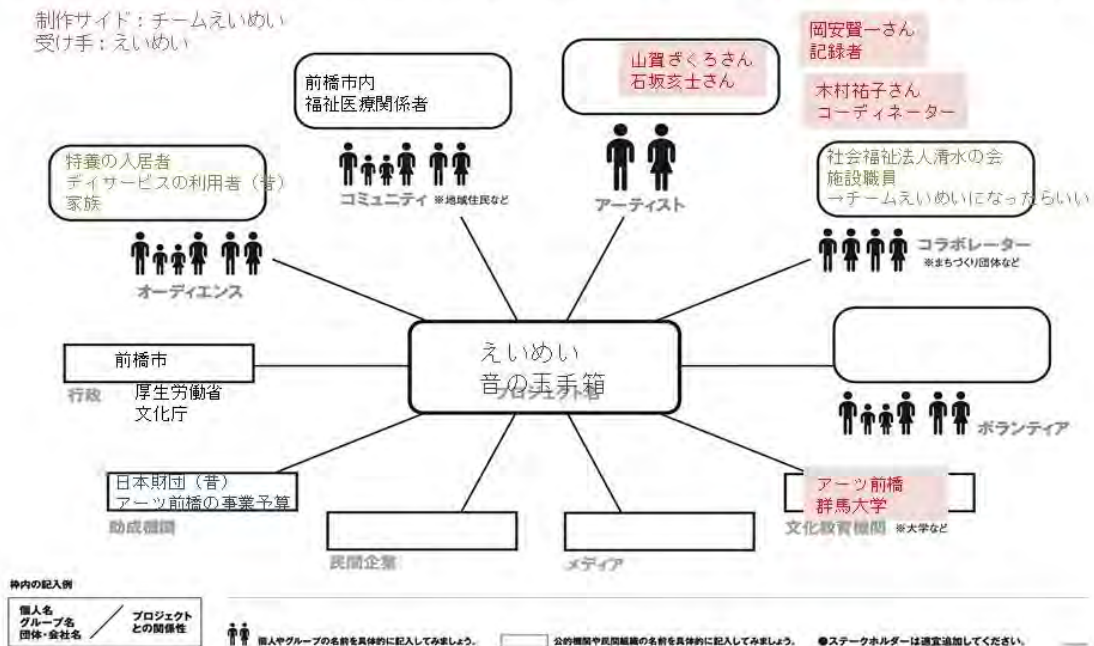 制作サイド：チームえいめい
受け手：えいめい
岡安賢一さん
記録者
木村祐子さん
コーディネーター
山賀ざくろさん
石坂亥士さん
前橋市内
福祉医療関係者
コミュニティ ※地域住民など
アーティスト
特養の入居者
デイサービスの利用者（昔）
家族
オーディエンス
社会福祉法人清水の会
施設職員
→チームえいめいになったらいい
コラボレーター
※まちづくり団体など
えいめい
音の玉手箱
プロジェクト名
前橋市
行政
厚生労働省
文化庁
ボランティア
日本財団（昔）
アーツ前橋の事業予算
助成機関
民間企業
メディア
アーツ前橋
群馬大学
文化教育機関 ※大学など
枠内の記入例
個人名
グループ名
団体・会社名
プロジェクト
との関係性
個人やグループの名前を具体的に記入してみましょう。
公的機関や民間組織の名前を具体的に記入してみましょう。
●ステークホルダーは適宜追加してください。